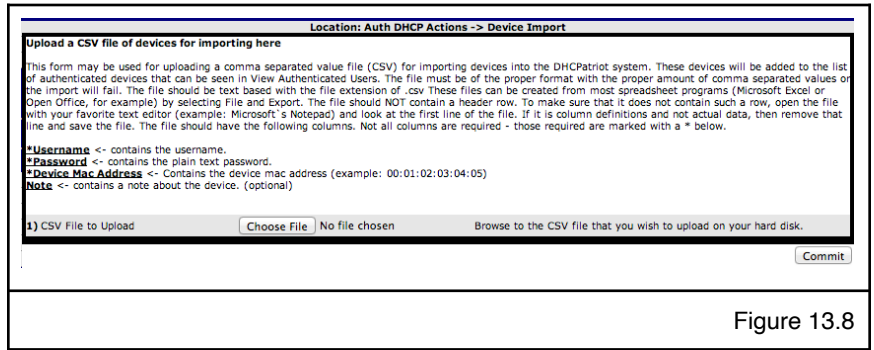 Location: Auth DHCP Actions -> Device Import
Upload a CSV file of devices for importing here
This form may be used for uploading a comma separated value file (CSV) for importing devices into the DHCPatriot system. These devices will be added to the list
of authenticated devices that can be seen in View Authenticated Users. The file must be of the proper format with the proper amount of comma separated values or
the import will fail. The file should be text based with the file extension of .csv These files can be created from most spreadsheet programs (Microsoft Excel or
Open Office, for example) by selecting File and Export. The file should NOT contain a header row. To make sure that it does not contain such a row, open the file
with your favorite text editor (example: Microsoft`s Notepad) and look at the first line of the file. If it is column definitions and not actual data, then remove that
line and save the file. The file should have the following columns. Not all columns are required - those required are marked with a * below.
*Username <- contains the username.
*Password <- contains the plain text password.
*Device Mac Address <- Contains the device mac address (example: 00:01:02:03:04:05)
Note <- contains a note about the device. (optional)
1) CSV File to Upload Choose File No file chosen Browse to the CSV file that you wish to upload on your hard disk.
Commit
Figure 13.8